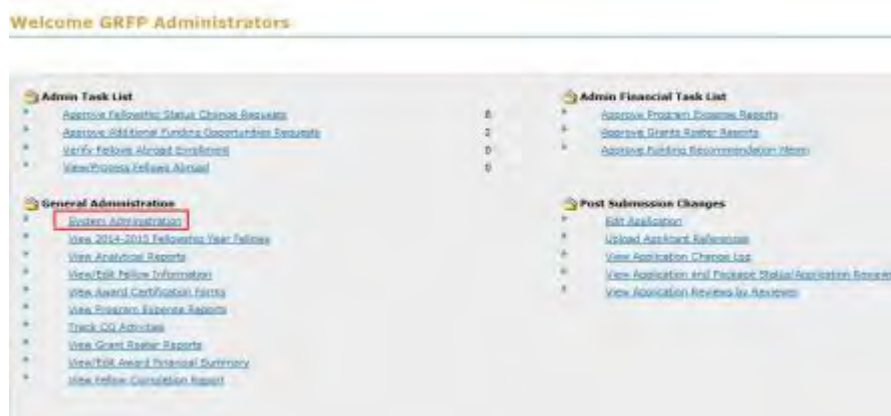 Welcome GRFP Administrators
Admin Task List
Approve Fellowship Status Change Requests
Approve Additional Funding Opportunities Requests 2
Verify Fellows Abroad Enrollment 0
View/Process Fellows Abroad 0
General Administration
System Administration
View 2014-2015 Fellowship Year Fellows
View Analytical Reports
View/Edit Fellow Information
View Award Certification Forms
View Program Expense Reports
Track CO Activities
View Grant Roster Reports
View/Edit Award Financial Summary
View Fellow Completion Report
Admin Financial Task List
Approve Program Expense Reports
Approve Grants Roster Reports
Approve Funding Recommendation Memo
Post Submission Changes
Edit Application
Upload Applicant References
View Application Change Log
View Application and Package Status/Application Reviews
View Application Reviews by Reviewer